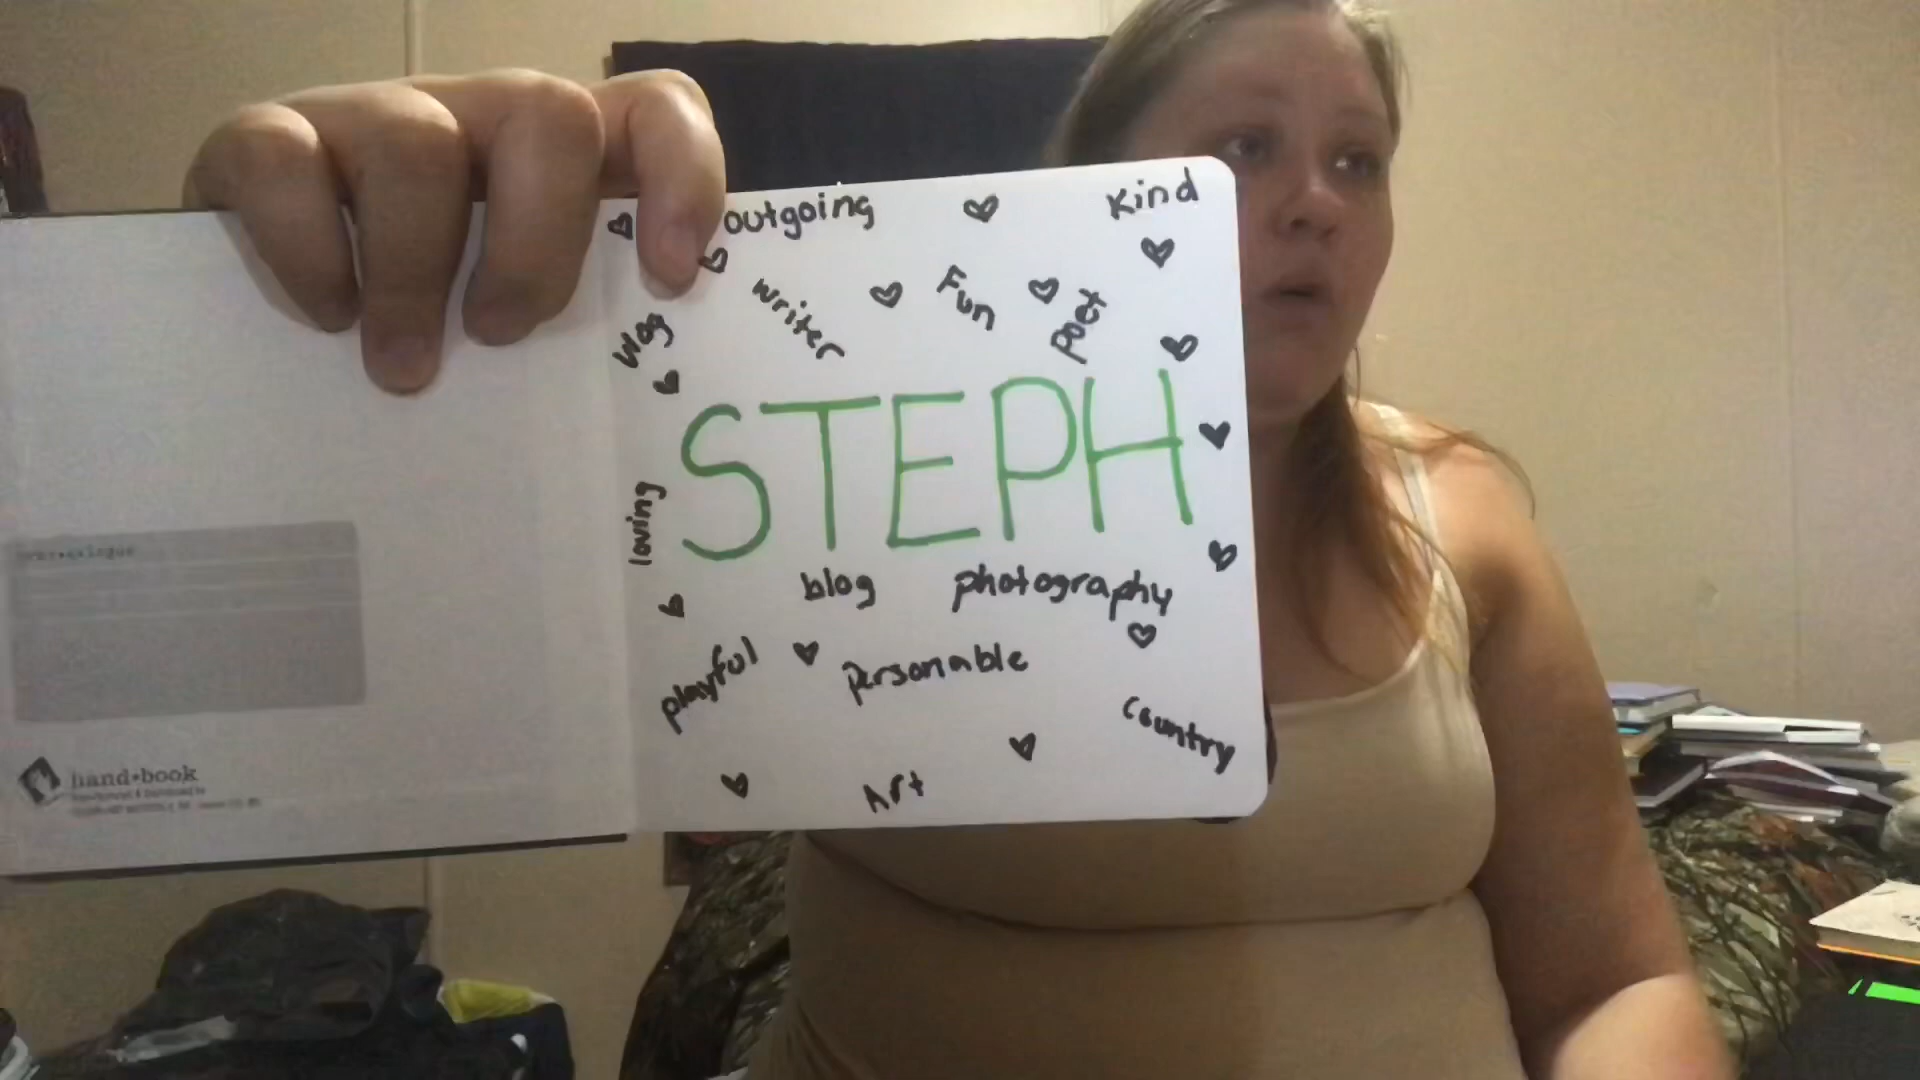 outgoing
Kind
writer
Fun
poet
Vlog
STEPH
loving
blog
photography
playful
Personable
country
Art
hand•book